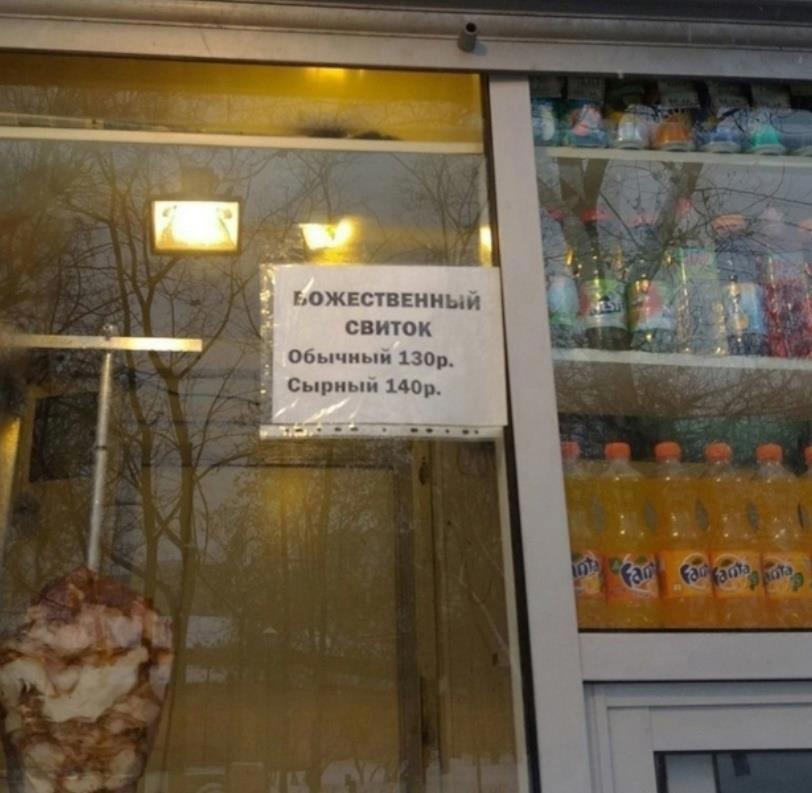 БОЖЕСТВЕННЫЙ
СВИТОК
Обычный 130р.
Сырный 140р.
Fanta
Fanta
Fanta
Fanta